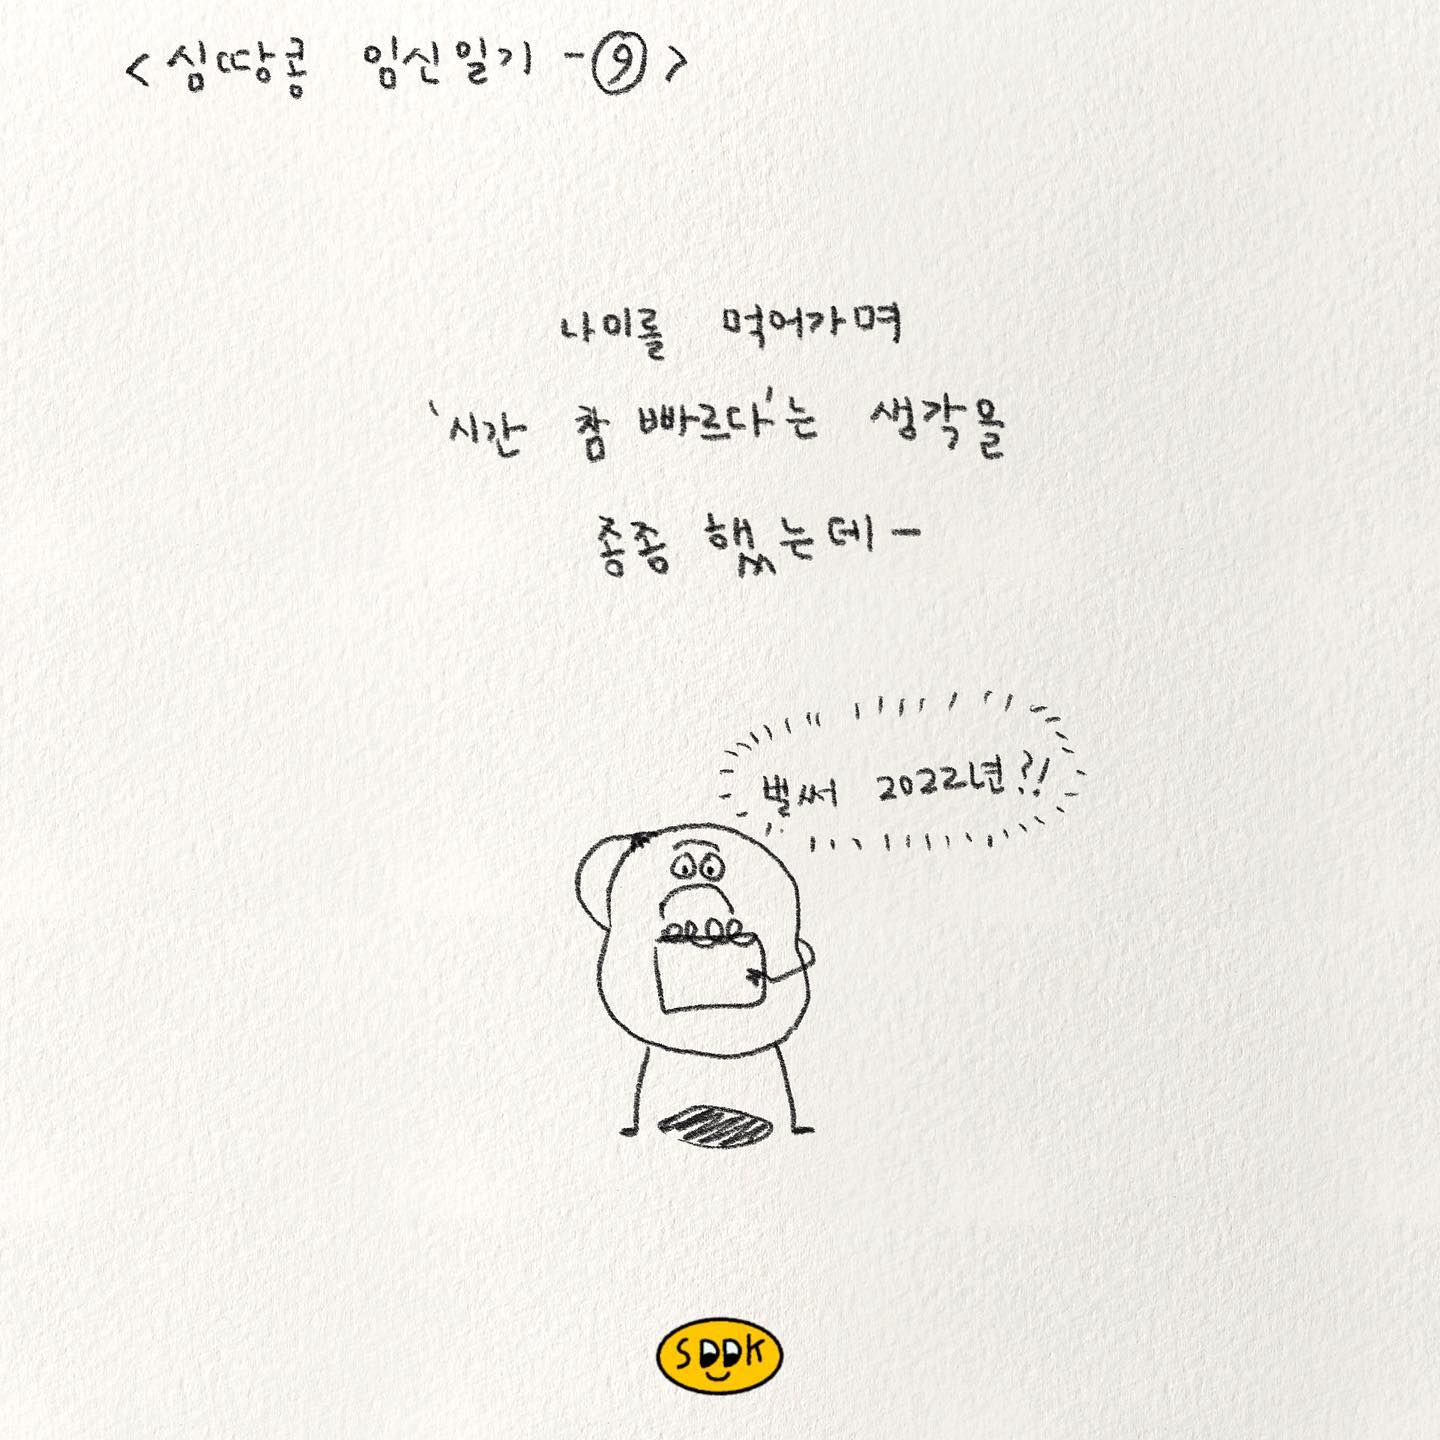 <심땅콩 임신일기 -⑨>
나이를 먹어가며
'시간 참 빠르다'는 생각을
종종 했는데-
벌써 2022년?!
SDDK